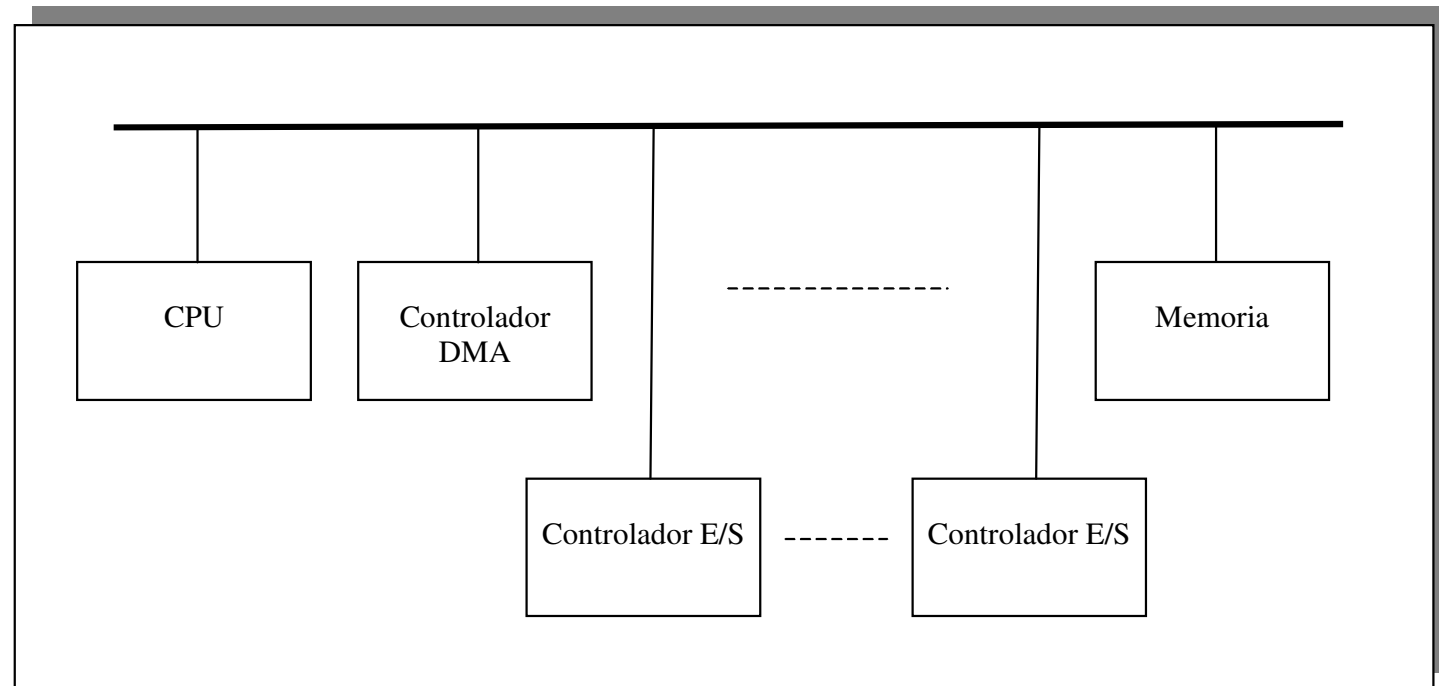 CPU
Controlador
DMA
Memoria
Controlador E/S
Controlador E/S